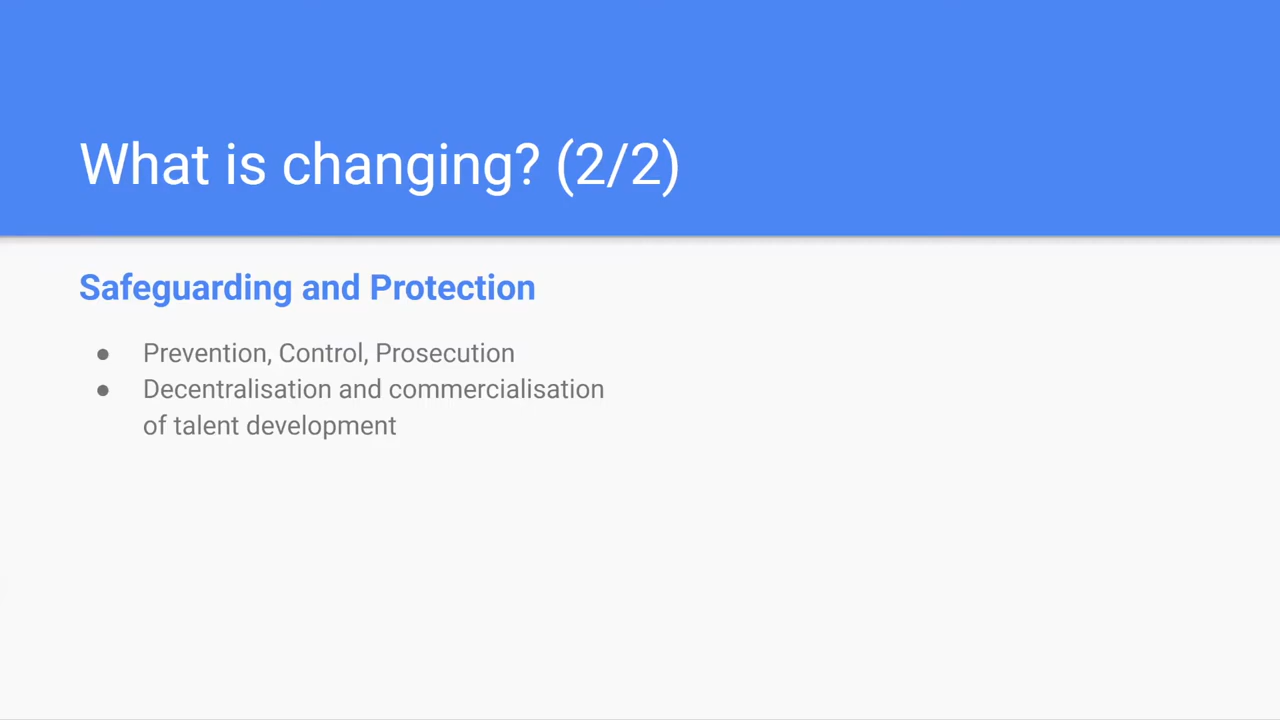 What is changing? (2/2)
Safeguarding and Protection
● Prevention, Control, Prosecution
● Decentralisation and commercialisation
of talent development